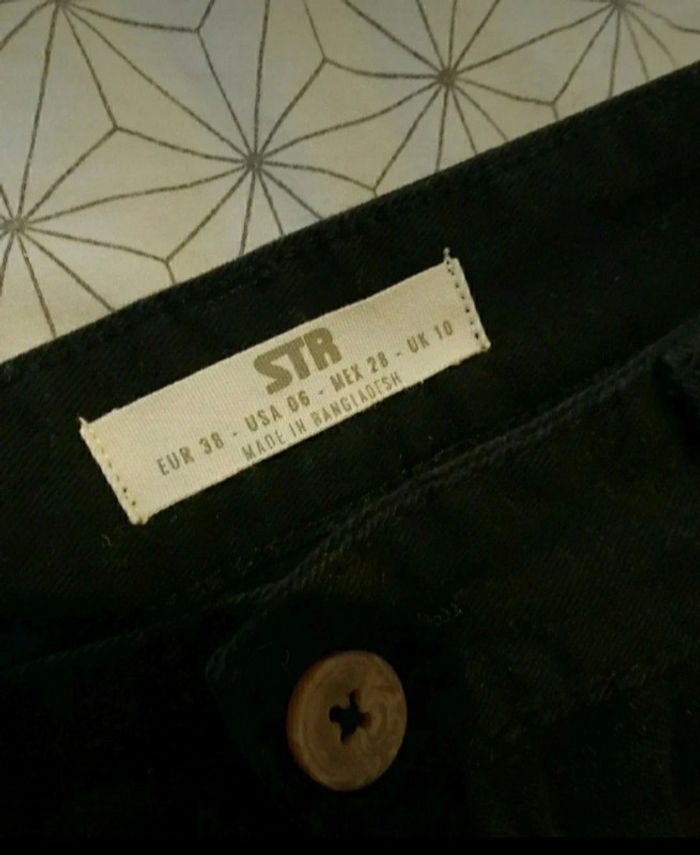 STR
EUR 38 - USA 06 - MEX 28 - UK 10
MADE IN BANGLADESH